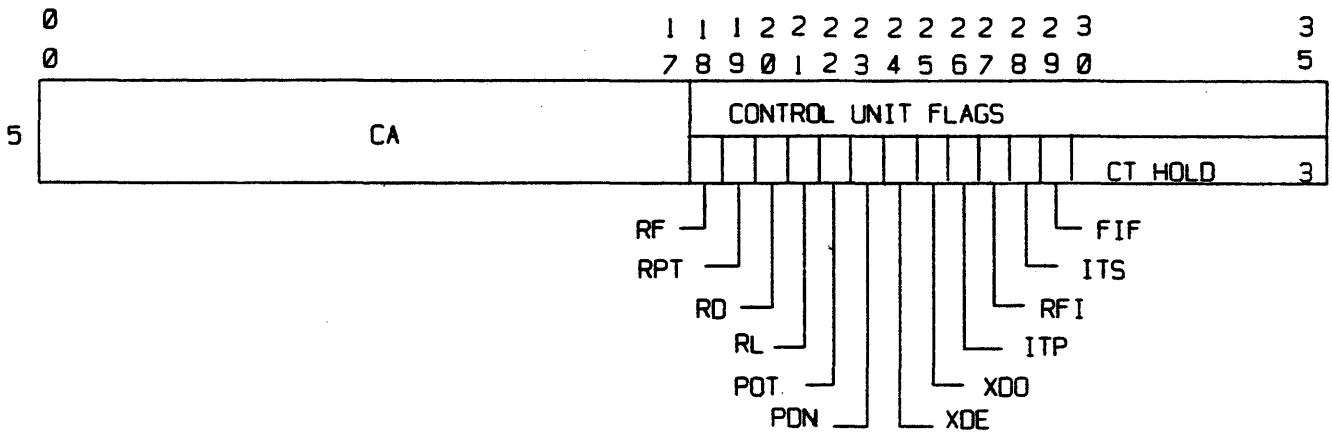 0 1 1 1 2 2 2 2 2 2 2 2 2 2 3 3
0 7 8 9 0 1 2 3 4 5 6 7 8 9 0 5
CONTROL UNIT FLAGS
5 CA
CT HOLD 3
RF FIF
RPT ITS
RD RFI
RL ITP
POT XDO
PDN XDE